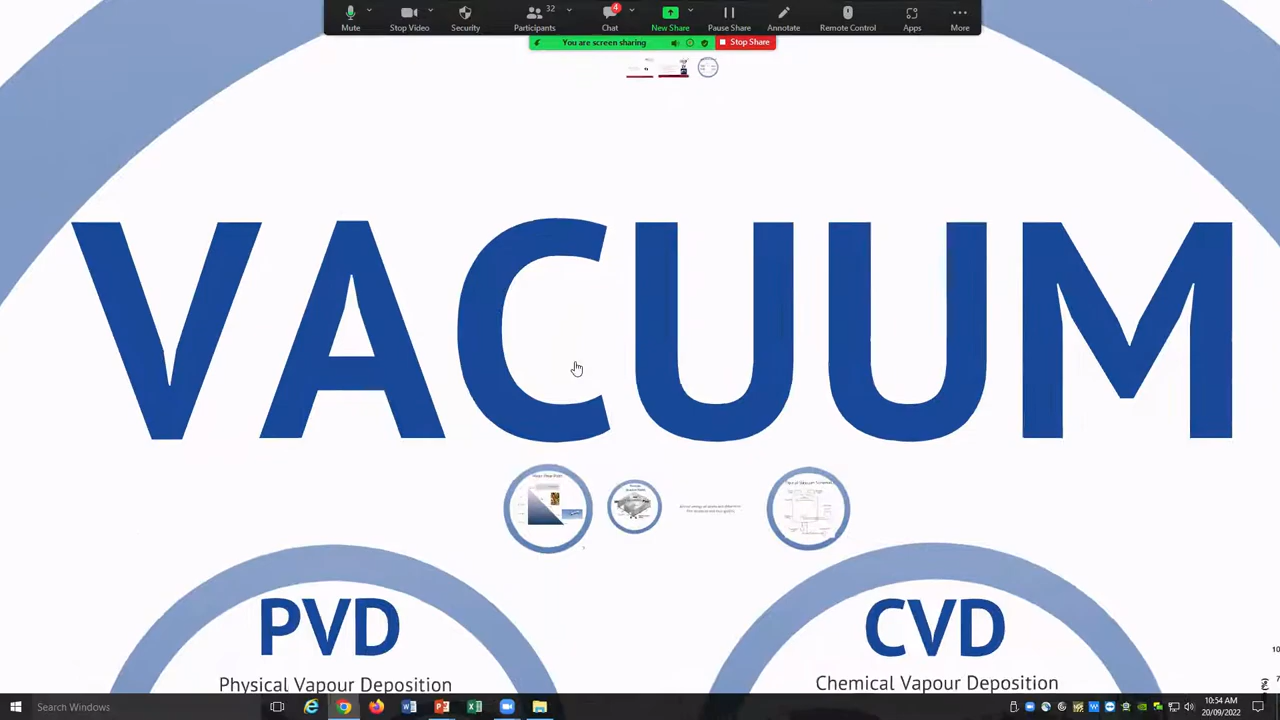 32
4
Mute
Stop Video
Security
Participants
Chat
New Share
Pause Share
Annotate
Remote Control
Apps
More
You are screen sharing
Stop Share
VACUUM
PVD
CVD
Physical Vapour Deposition
Chemical Vapour Deposition
Search Windows
10:54 AM
20/09/2022